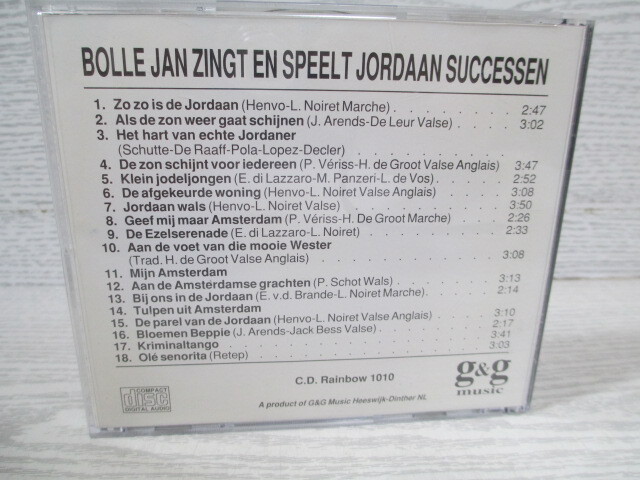 BOLLE JAN ZINGT EN SPEELT JORDAAN SUCCESSEN
1. Zo zo is de Jordaan (Henvo-L. Noiret Marche) . . . . . . . . 2:47
2. Als de zon weer gaat schijnen (J. Arends-De Leur Valse) . . . . 3:02
3. Het hart van echte Jordaner
(Schutte-De Raaff-Pola-Lopez-Decler)
4. De zon schijnt voor iedereen (P. Vériss-H. de Groot Valse Anglais) 3:47
5. Klein jodeljongen (E. di Lazzaro-M. Panzeri-L. de Vos) . . . . . 2:52
6. De afgekeurde woning (Henvo-L. Noiret Valse Anglais) . . . . . 3:08
7. Jordaan wals (Henvo-L. Noiret Valse) . . . . . . . . 3:50
8. Geef mij maar Amsterdam (P. Vériss-H. De Groot Marche) . . . . 2:26
9. De Ezelserenade (E. di Lazzaro-L. Noiret) . . . . . . . 2:33
10. Aan de voet van die mooie Wester
(Trad. H. de Groot Valse Anglais) . . . . . . . . 3:08
11. Mijn Amsterdam
12. Aan de Amsterdamse grachten (P. Schot Wals) . . . . . . 3:13
13. Bij ons in de Jordaan (E. v.d. Brande-L. Noiret Marche) . . . . 2:14
14. Tulpen uit Amsterdam
15. De parel van de Jordaan (Henvo-L. Noiret Valse Anglais) . . . . 3:10
16. Bloemen Beppie (J. Arends-Jack Bess Valse) . . . . . . 2:17
17. Kriminaltango . . . . . . . . . . . 3:41
18. Olé senorita (Retep) . . . . . . . . . . 3:03
C.D. Rainbow 1010
g&g
music
COMPACT
disc
DIGITAL AUDIO
A product of G&G Music Heeswijk-Dinther NL